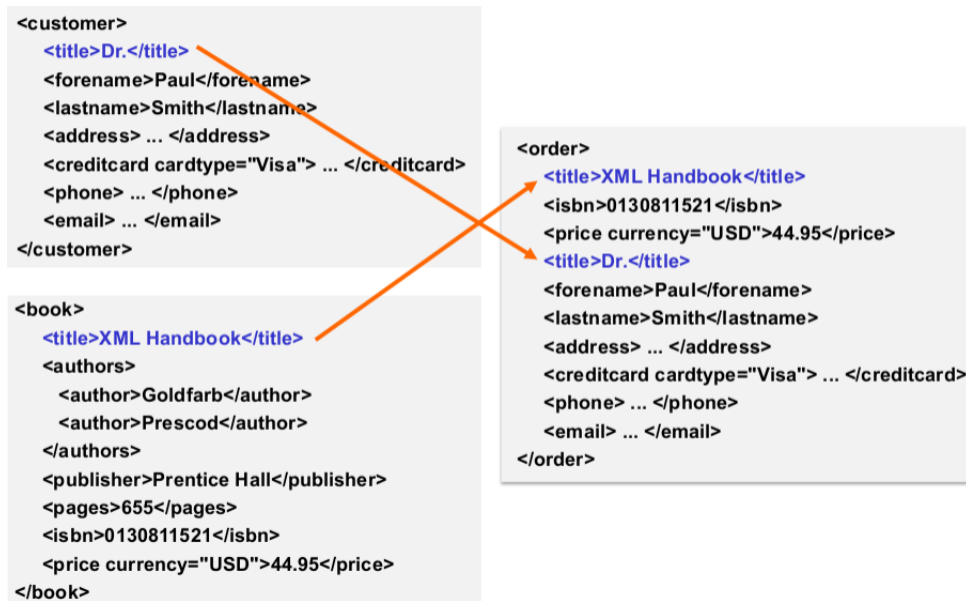 <customer>
<title>Dr.</title>
<forename>Paul</forename>
<lastname>Smith</lastname>
<address> ... </address>
<creditcard cardtype="Visa"> ... </creditcard>
<phone> ... </phone>
<email> ... </email>
</customer>
<book>
<title>XML Handbook</title>
<authors>
<author>Goldfarb</author>
<author>Prescod</author>
</authors>
<publisher>Prentice Hall</publisher>
<pages>655</pages>
<isbn>0130811521</isbn>
<price currency="USD">44.95</price>
</book>
<order>
<title>XML Handbook</title>
<isbn>0130811521</isbn>
<price currency="USD">44.95</price>
<title>Dr.</title>
<forename>Paul</forename>
<lastname>Smith</lastname>
<address> ... </address>
<creditcard cardtype="Visa"> ... </creditcard>
<phone> ... </phone>
<email> ... </email>
</order>